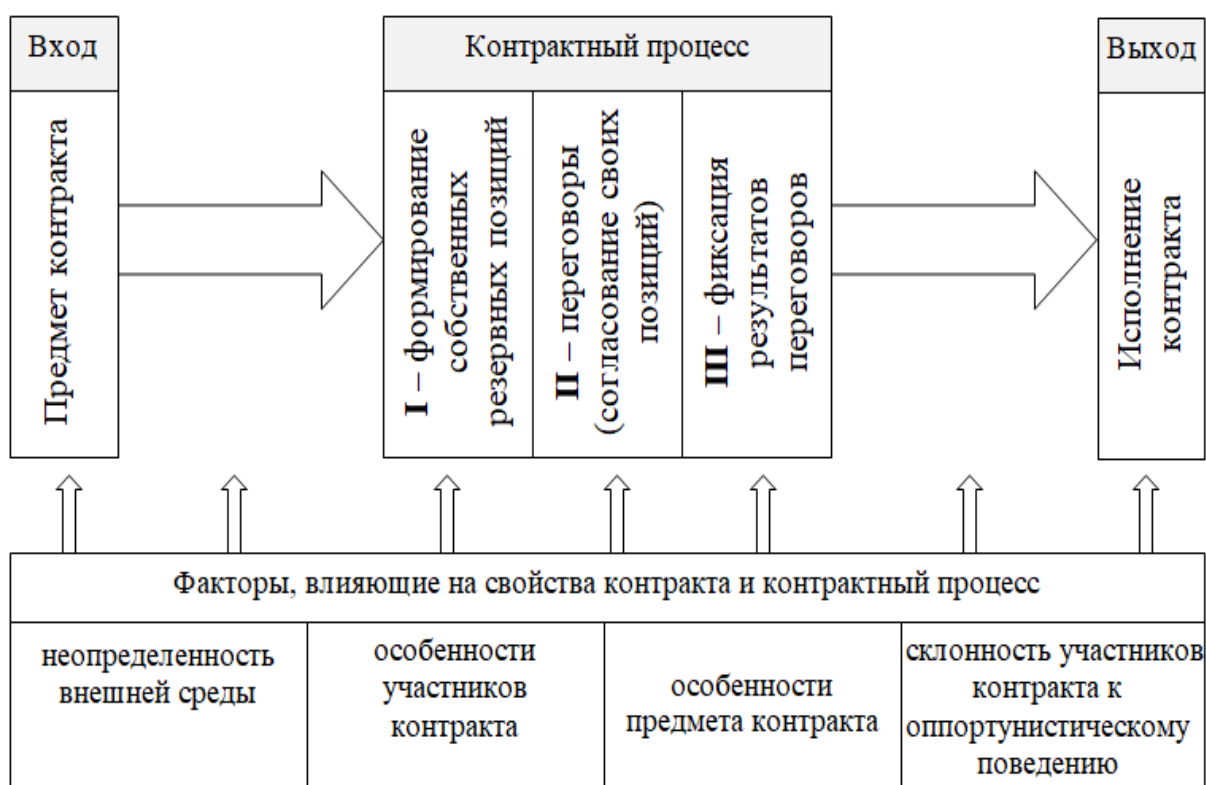 Вход
Предмет контракта
Контрактный процесс
I – формирование
собственных
резервных позиций
II – переговоры
(согласование своих
позиций)
III – фиксация
результатов
переговоров
Выход
Исполнение
контракта
Факторы, влияющие на свойства контракта и контрактный процесс
неопределенность
внешней среды
особенности
участников
контракта
особенности
предмета контракта
склонность участников
контракта к
оппортунистическому
поведению